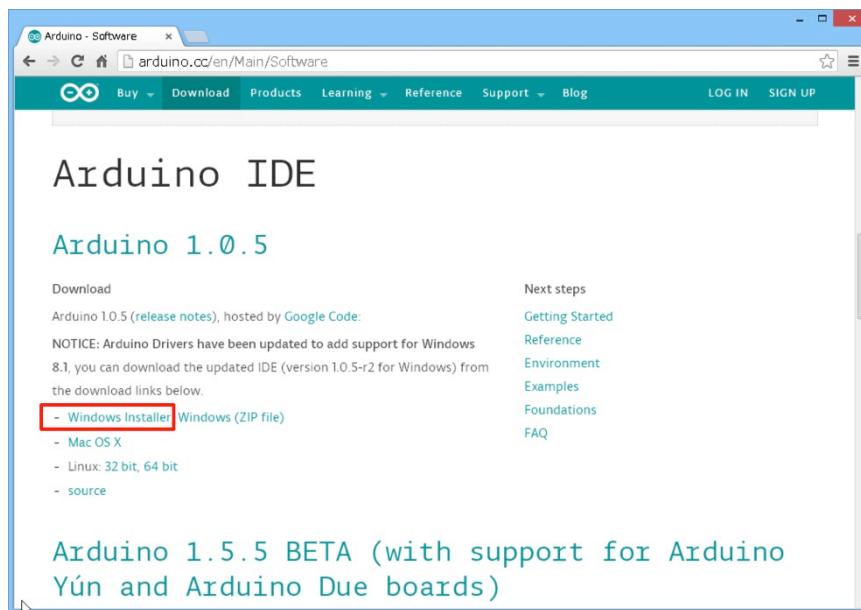 Arduino - Software
arduino.cc/en/Main/Software
Buy Download Products Learning Reference Support Blog LOG IN SIGN UP
Arduino IDE
Arduino 1.0.5
Download
Arduino 1.0.5 (release notes), hosted by Google Code:
NOTICE: Arduino Drivers have been updated to add support for Windows
8.1, you can download the updated IDE (version 1.0.5-r2 for Windows) from
the download links below.
- Windows Installer Windows (ZIP file)
- Mac OS X
- Linux: 32 bit, 64 bit
- source
Next steps
Getting Started
Reference
Environment
Examples
Foundations
FAQ
Arduino 1.5.5 BETA (with support for Arduino
Yún and Arduino Due boards)